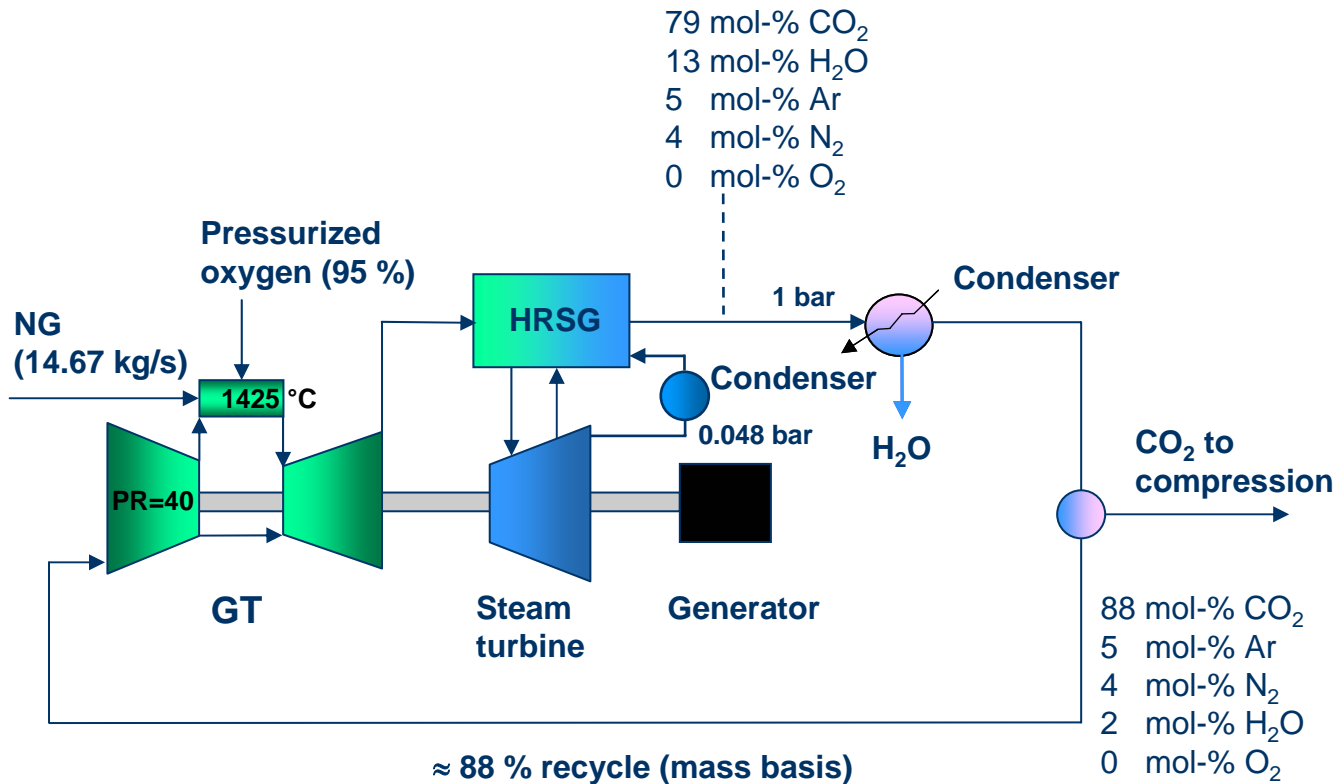 79 mol-% CO₂
13 mol-% H₂O
5 mol-% Ar
4 mol-% N₂
0 mol-% O₂
Pressurized
oxygen (95 %)
NG
(14.67 kg/s)
1425 °C
HRSG
1 bar
Condenser
Condenser
0.048 bar
H₂O
CO₂ to
compression
PR=40
GT
Steam
turbine
Generator
88 mol-% CO₂
5 mol-% Ar
4 mol-% N₂
2 mol-% H₂O
0 mol-% O₂
≈ 88 % recycle (mass basis)